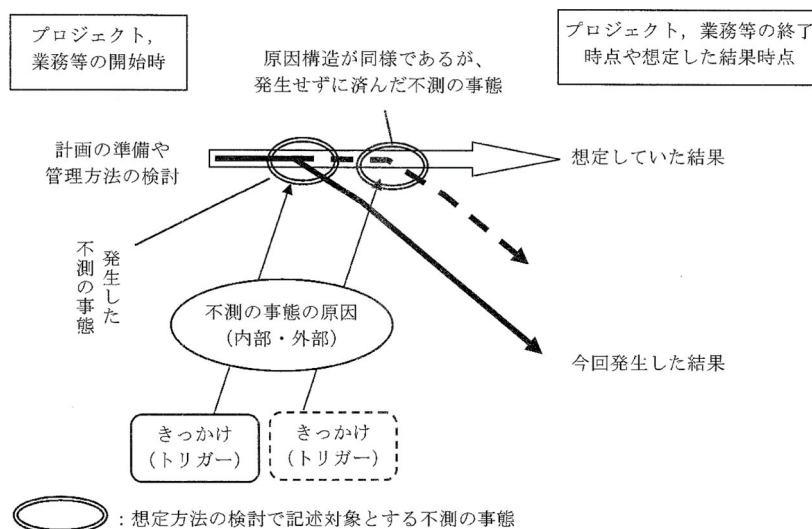 プロジェクト,
業務等の開始時
原因構造が同様であるが、
発生せずに済んだ不測の事態
プロジェクト, 業務等の終了
時点や想定した結果時点
計画の準備や
管理方法の検討
想定していた結果
発生した
不測の事態
不測の事態の原因
(内部・外部)
今回発生した結果
きっかけ
(トリガー)
きっかけ
(トリガー)
:想定方法の検討で記述対象とする不測の事態